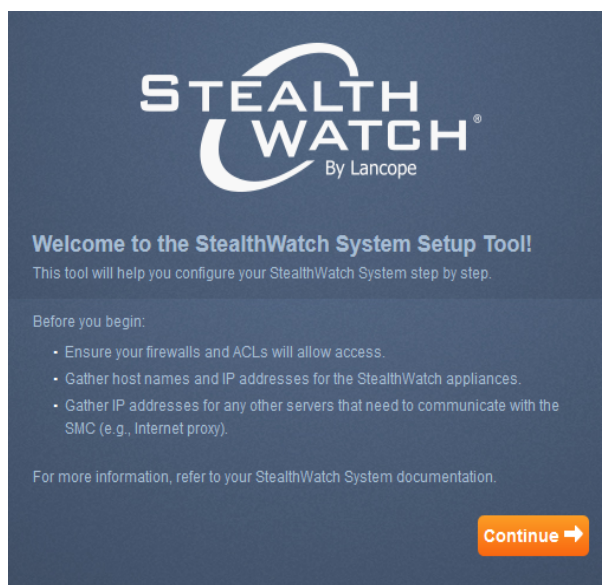 STEALTH
WATCH®
By Lancope
Welcome to the StealthWatch System Setup Tool!
This tool will help you configure your StealthWatch System step by step.
Before you begin:
- Ensure your firewalls and ACLs will allow access.
- Gather host names and IP addresses for the StealthWatch appliances.
- Gather IP addresses for any other servers that need to communicate with the
SMC (e.g., Internet proxy).
For more information, refer to your StealthWatch System documentation.
Continue